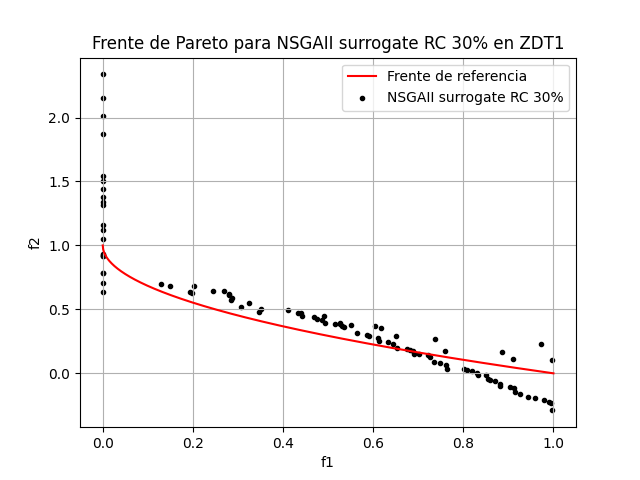 Frente de Pareto para NSGAII surrogate RC 30% en ZDT1
Frente de referencia
NSGAII surrogate RC 30%
2.0
1.5
1.0
0.5
0.0
f2
0.0 0.2 0.4 0.6 0.8 1.0
f1